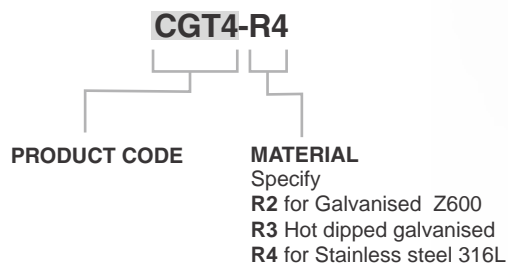 CGT4-R4
PRODUCT CODE
MATERIAL
Specify
R2 for Galvanised Z600
R3 Hot dipped galvanised
R4 for Stainless steel 316L